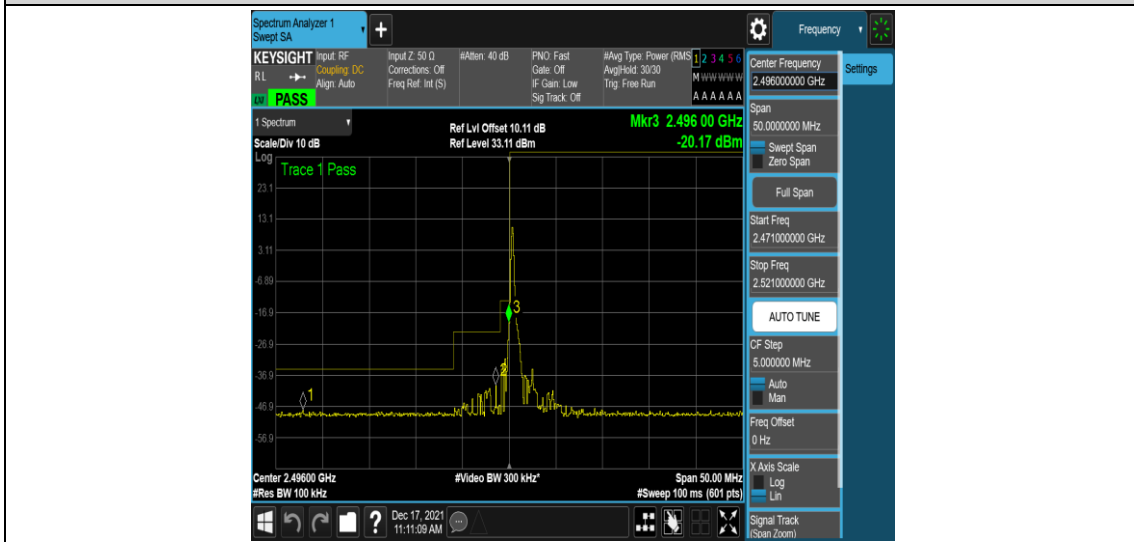 Spectrum Analyzer 1
Swept SA
+
Frequency
KEYSIGHT
RL
LXI
PASS
Input: RF
Coupling: DC
Align: Auto
Input Z: 50 Ω
Corrections: Off
Freq Ref: Int (S)
#Atten: 40 dB
PNO: Fast
Gate: Off
IF Gain: Low
Sig Track: Off
#Avg Type: Power (RMS
Avg|Hold: 30/30
Trig: Free Run
1 2 3 4 5 6
M W W W W W
A A A A A A
1 Spectrum
Scale/Div 10 dB
Ref Lvl Offset 10.11 dB
Ref Level 33.11 dBm
Mkr3 2.496 00 GHz
-20.17 dBm
Log
Trace 1 Pass
23.1
13.1
3.11
-6.89
-16.9
-26.9
-36.9
-46.9
-56.9
1
2
3
Center 2.49600 GHz
#Res BW 100 kHz
#Video BW 300 kHz*
Span 50.00 MHz
#Sweep 100 ms (601 pts)
?
Dec 17, 2021
11:11:09 AM
Center Frequency
2.496000000 GHz
Settings
Span
50.0000000 MHz
Swept Span
Zero Span
Full Span
Start Freq
2.471000000 GHz
Stop Freq
2.521000000 GHz
AUTO TUNE
CF Step
5.000000 MHz
Auto
Man
Freq Offset
0 Hz
X Axis Scale
Log
Lin
Signal Track
(Span Zoom)